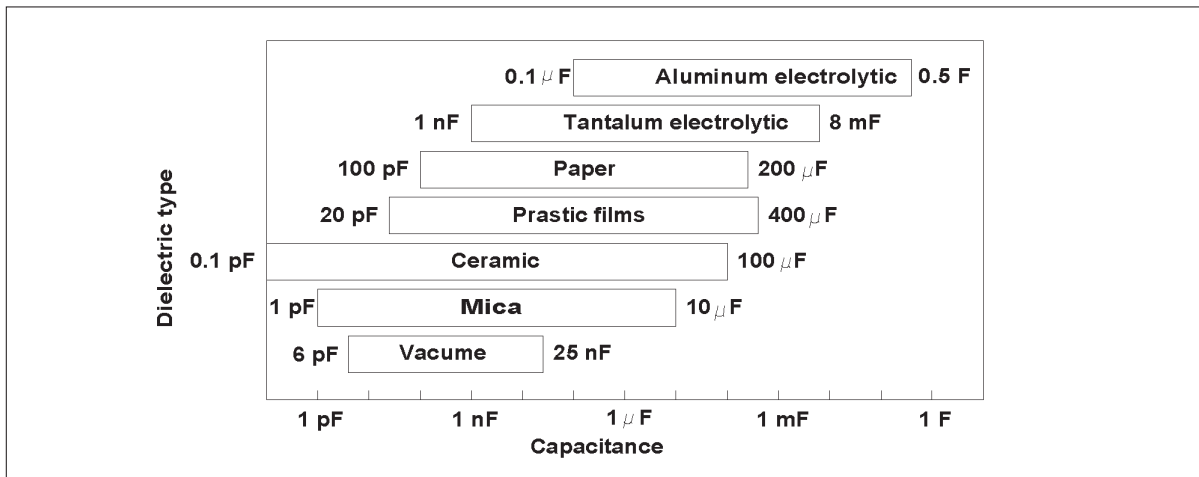 0.1 μF Aluminum electrolytic 0.5 F
1 nF Tantalum electrolytic 8 mF
100 pF Paper 200 μF
20 pF Prastic films 400 μF
0.1 pF Ceramic 100 μF
1 pF Mica 10 μF
6 pF Vacume 25 nF
Dielectric type
1 pF 1 nF 1 μF 1 mF 1 F
Capacitance